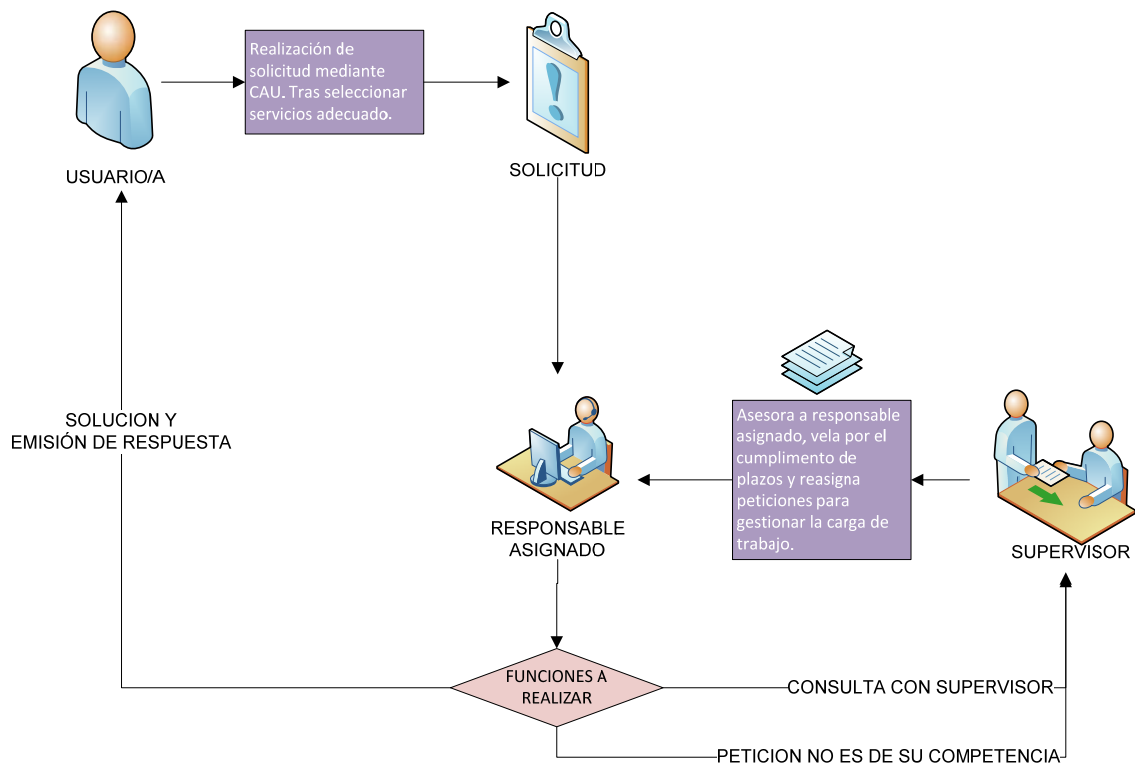 Realización de
solicitud mediante
CAU. Tras seleccionar
servicios adecuado.
USUARIO/A
SOLICITUD
SOLUCION Y
EMISIÓN DE RESPUESTA
Asesora a responsable
asignado, vela por el
cumplimento de
plazos y reasigna
peticiones para
gestionar la carga de
trabajo.
RESPONSABLE
ASIGNADO
SUPERVISOR
FUNCIONES A
REALIZAR
CONSULTA CON SUPERVISOR
PETICION NO ES DE SU COMPETENCIA